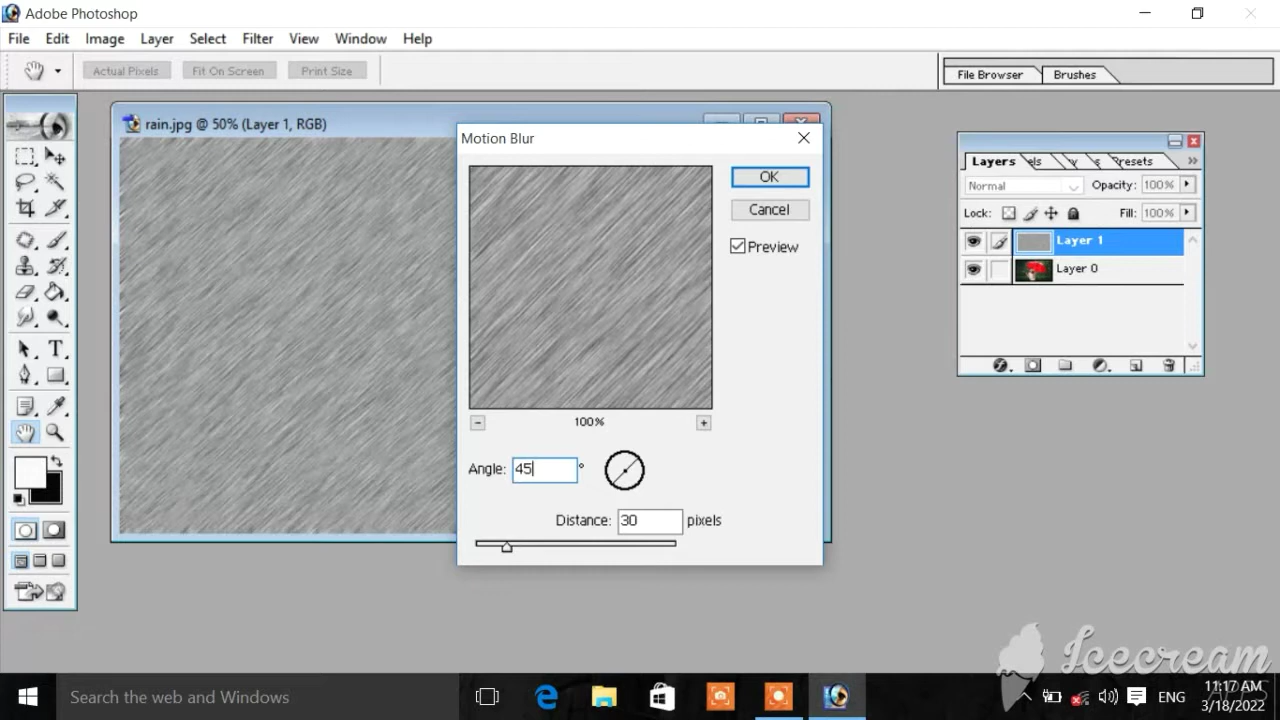 Adobe Photoshop
File Edit Image Layer Select Filter View Window Help
Actual Pixels Fit On Screen Print Size
File Browser Brushes
rain.jpg @ 50% (Layer 1, RGB)
Motion Blur
OK
Cancel
Preview
100%
Angle: 45 °
Distance: 30 pixels
Layers els Presets
Normal Opacity: 100%
Lock: Fill: 100%
Layer 1
Layer 0
T
Icecream
Search the web and Windows
ENG
11:17 AM
3/18/2022